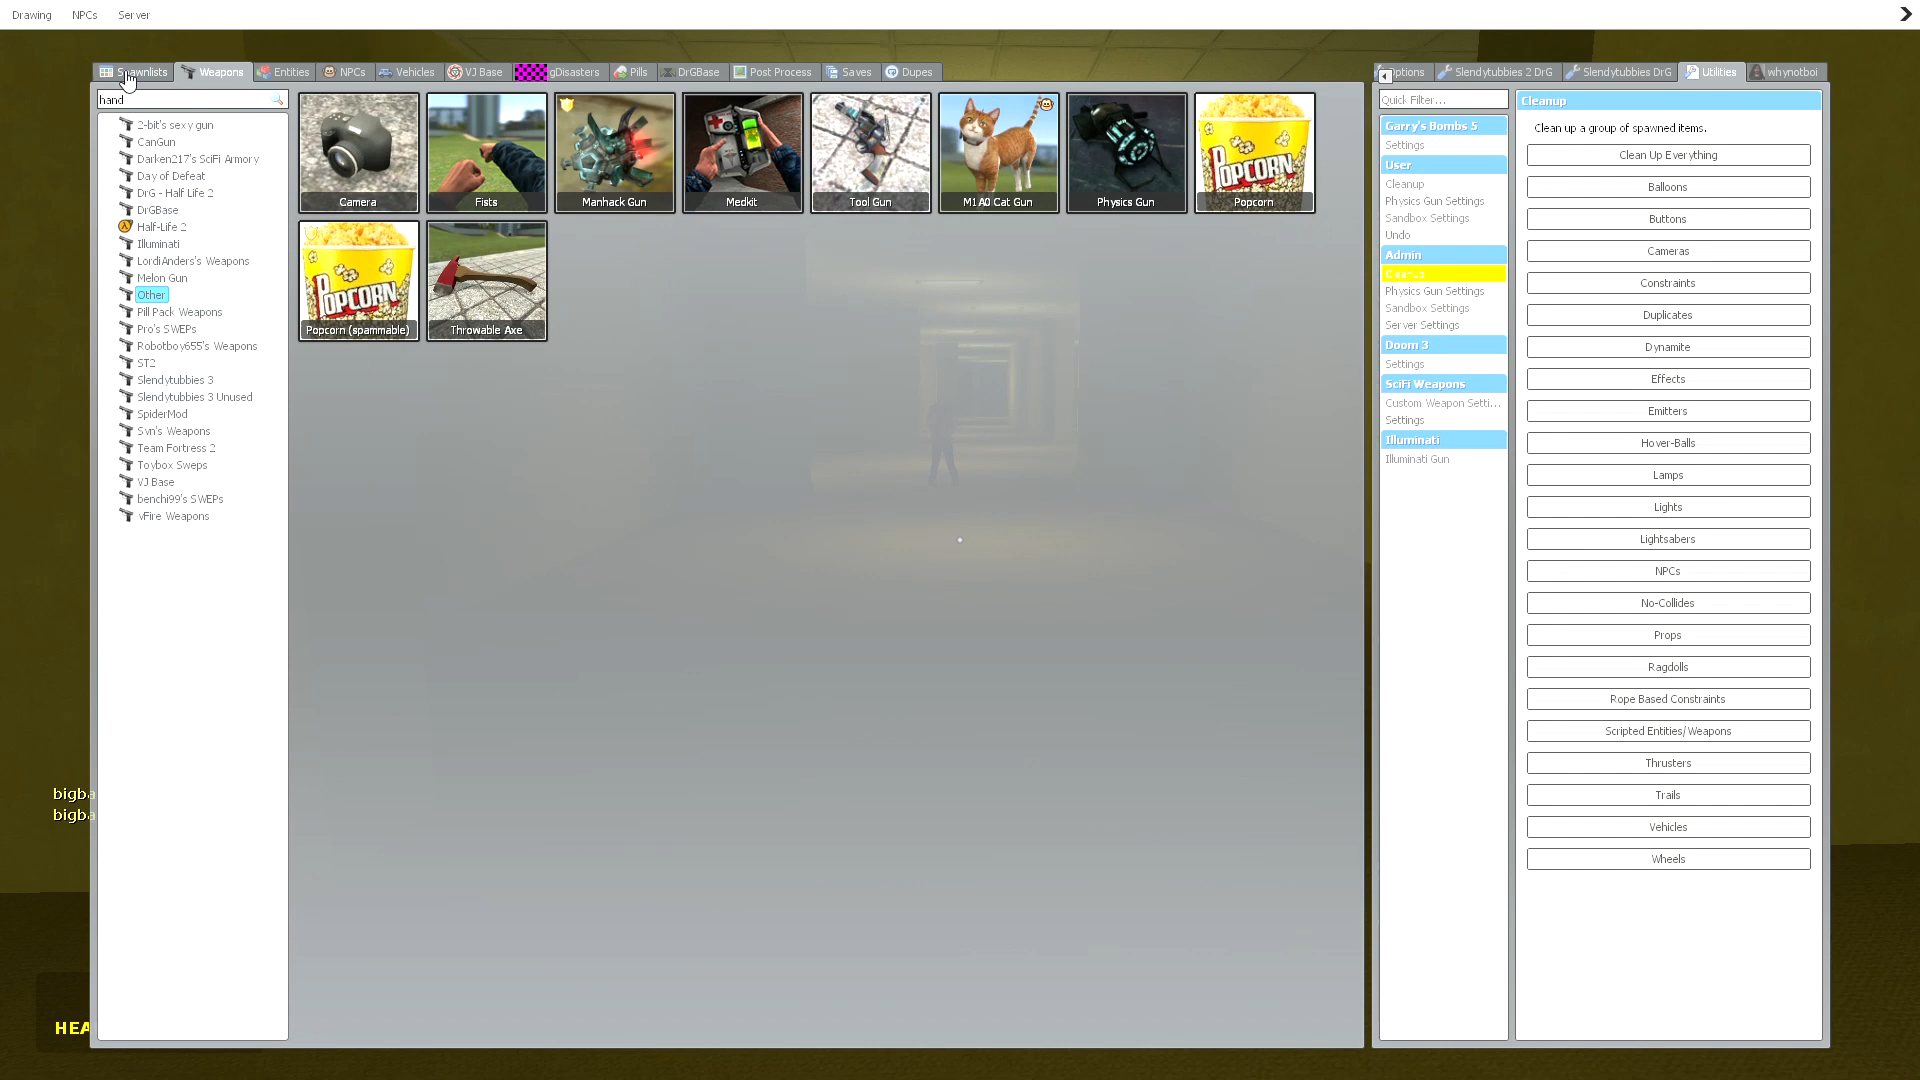 Drawing NPCs Server
Spawnlists Weapons Entities NPCs Vehicles VJ Base gDisasters Pills DrGBase Post Process Saves Dupes
Options Slendytubbies 2 DrG Slendytubbies DrG Utilities whynotboi
hand
2-bit's sexy gun
CanGun
Darken217's SciFi Armory
Day of Defeat
DrG - Half Life 2
DrGBase
Half-Life 2
Illuminati
LordiAnders's Weapons
Melon Gun
Other
Pill Pack Weapons
Pro's SWEPs
Robotboy655's Weapons
ST2
Slendytubbies 3
Slendytubbies 3 Unused
SpiderMod
Svn's Weapons
Team Fortress 2
Toybox Sweps
VJ Base
benchi99's SWEPs
vFire Weapons
Camera Fists Manhack Gun Medkit Tool Gun M1A0 Cat Gun Physics Gun Popcorn
POPCORN
Popcorn (spammable) Throwable Axe
POPCORN
Quick Filter...
Garry's Bombs 5
Settings
User
Cleanup
Physics Gun Settings
Sandbox Settings
Undo
Admin
Physics Gun Settings
Sandbox Settings
Server Settings
Doom 3
Settings
SciFi Weapons
Custom Weapon Setti...
Settings
Illuminati
Illuminati Gun
Cleanup
Clean up a group of spawned items.
Clean Up Everything
Balloons
Buttons
Cameras
Constraints
Duplicates
Dynamite
Effects
Emitters
Hover-Balls
Lamps
Lights
Lightsabers
NPCs
No-Collides
Props
Ragdolls
Rope Based Constraints
Scripted Entities/Weapons
Thrusters
Trails
Vehicles
Wheels
bigba
bigba
HEA